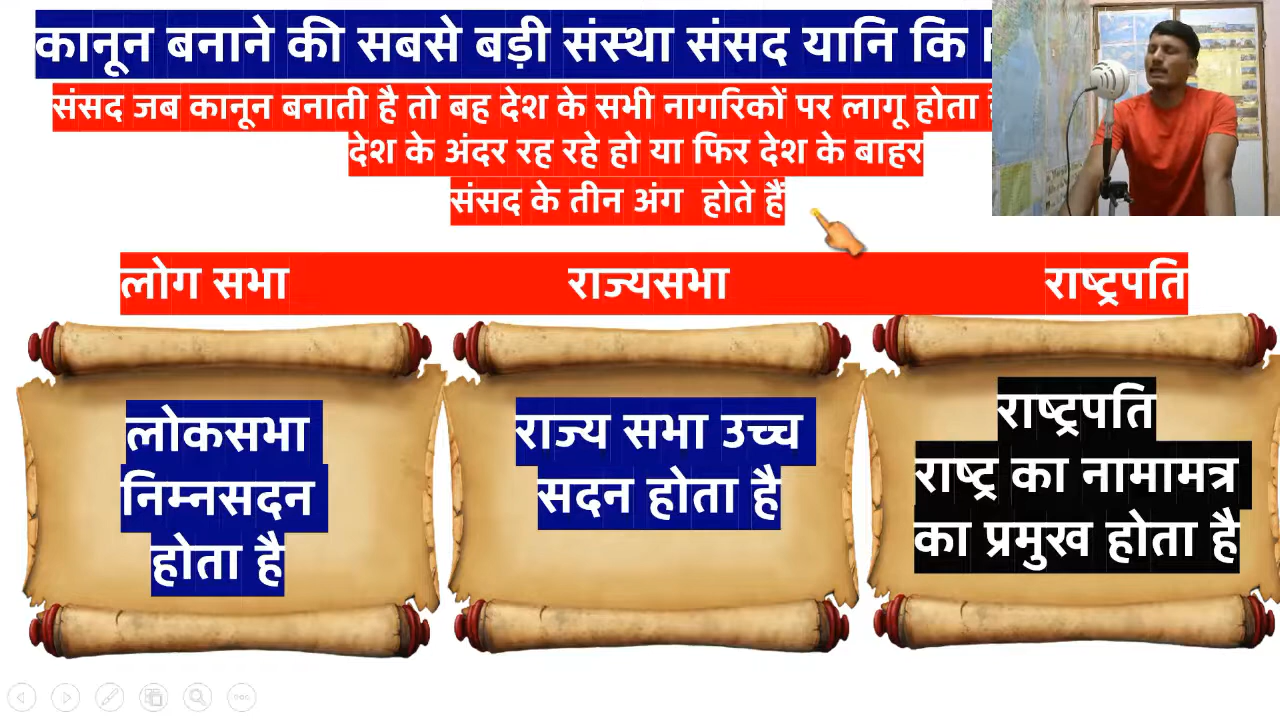 कानून बनाने की सबसे बड़ी संस्था संसद यानि कि
संसद जब कानून बनाती है तो बह देश के सभी नागरिकों पर लागू होता
देश के अंदर रह रहे हो या फिर देश के बाहर
संसद के तीन अंग होते हैं
लोग सभा राज्यसभा राष्ट्रपति
लोकसभा
निम्नसदन
होता है
राज्य सभा उच्च
सदन होता है
राष्ट्रपति
राष्ट्र का नामामत्र
का प्रमुख होता है